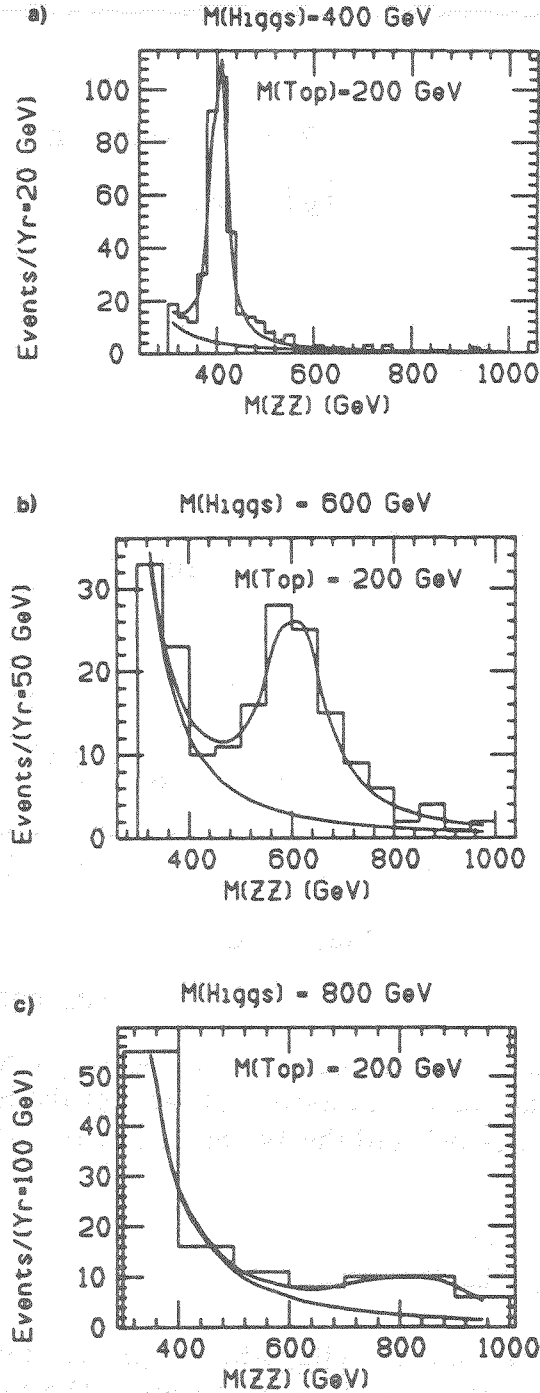 a) M(Higgs)=400 GeV
M(Top)=200 GeV
Events/(Yr*20 GeV)
100
80
60
40
20
0
400 600 800 1000
M(ZZ) (GeV)
b) M(Higgs) = 600 GeV
M(Top) = 200 GeV
Events/(Yr*50 GeV)
30
20
10
0
400 600 800 1000
M(ZZ) (GeV)
c) M(Higgs) = 800 GeV
M(Top) = 200 GeV
Events/(Yr*100 GeV)
50
40
30
20
10
0
400 600 800 1000
M(ZZ) (GeV)